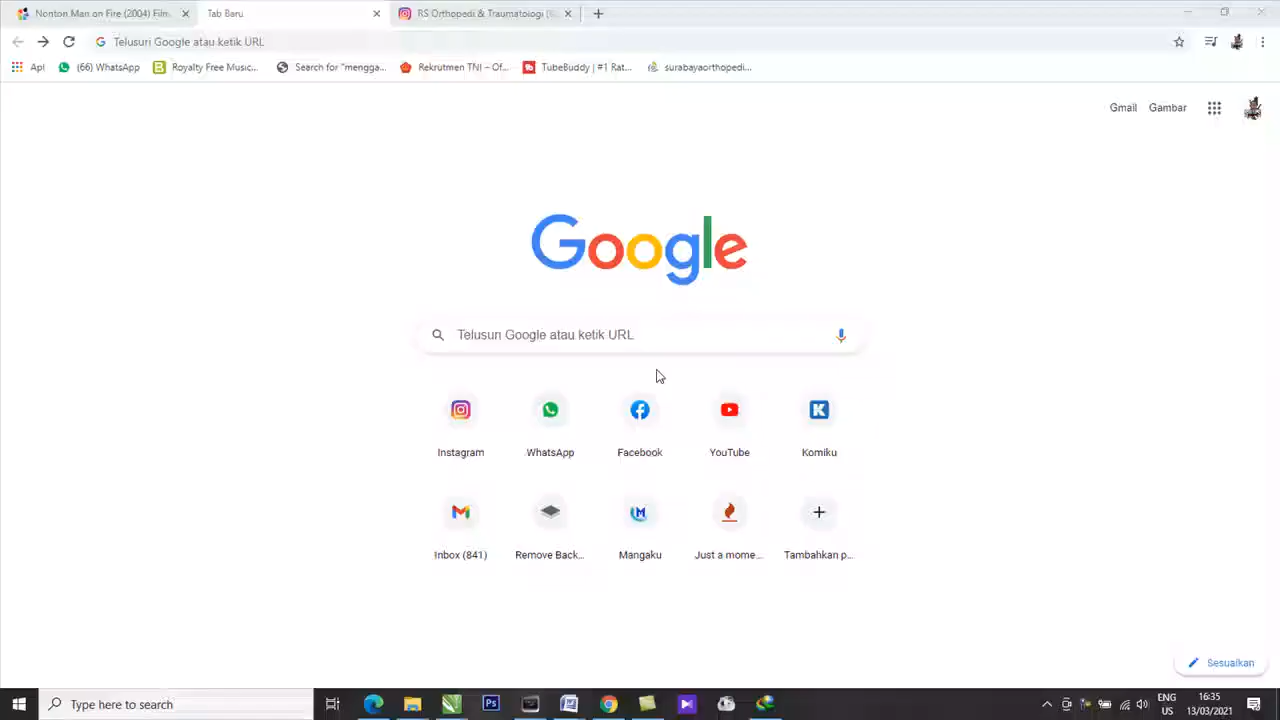 Nonton Man on Fire (2004) Film
Tab Baru
RS Orthopedi & Traumatologi
Telusuri Google atau ketik URL
Apl
(66) WhatsApp
Royalty Free Music...
Search for "mengga...
Rekrutmen TNI – Of...
TubeBuddy | #1 Rat...
surabayaorthopedi...
Gmail
Gambar
Google
Telusuri Google atau ketik URL
Instagram
WhatsApp
Facebook
YouTube
Komiku
Inbox (841)
Remove Back...
Mangaku
Just a mome...
Tambahkan p...
Sesuaikan
Type here to search
Ps
ENG
US
16:35
13/03/2021